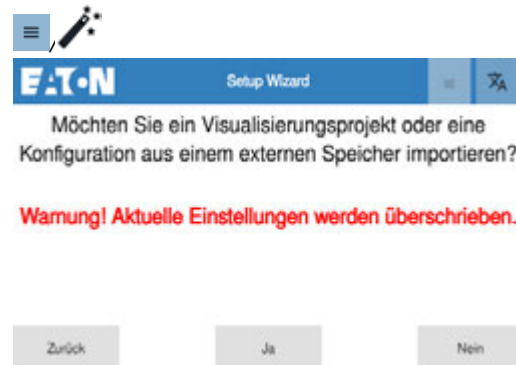 EATON
Setup Wizard
Möchten Sie ein Visualisierungsprojekt oder eine
Konfiguration aus einem externen Speicher importieren?
Warnung! Aktuelle Einstellungen werden überschrieben.
Zurück
Ja
Nein